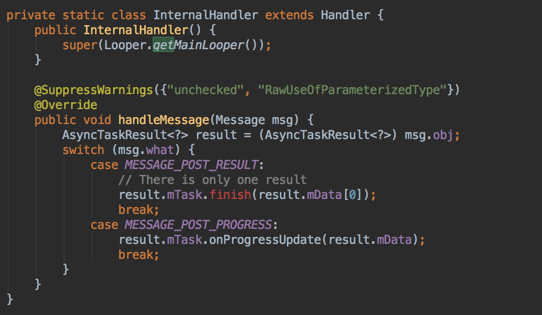 private static class InternalHandler extends Handler {
    public InternalHandler() {
        super(Looper.getMainLooper());
    }

    @SuppressWarnings({"unchecked", "RawUseOfParameterizedType"})
    @Override
    public void handleMessage(Message msg) {
        AsyncTaskResult<?> result = (AsyncTaskResult<?>) msg.obj;
        switch (msg.what) {
            case MESSAGE_POST_RESULT:
                // There is only one result
                result.mTask.finish(result.mData[0]);
                break;
            case MESSAGE_POST_PROGRESS:
                result.mTask.onProgressUpdate(result.mData);
                break;
        }
    }
}